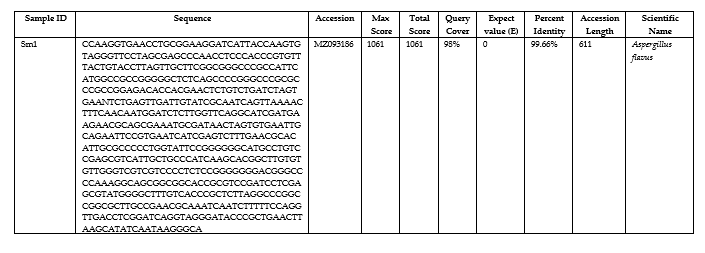 Sample ID Sequence Accession Max Score Total Score Query Cover Expect value (E) Percent Identity Accession Length Scientific Name
Sm1 CCAAGGTGAACCTGCGGAAGGATCATTACCAAGTG MZ093186 1061 1061 98% 0 99.66% 611 Aspergillus flavus
TAGGGTTCCTAGCGAGCCCAACCTCCCACCCGTGTT
TACTGTACCTTAGTTGCTTCGGCGGGCCCGCCATTC
ATGGCCGCCGGGGGCTCTCAGCCCCGGGCCCGCGC
CCGCCGGAGACACCACGAACTCTGTCTGATCTAGT
GAANTCTGAGTTGATTGTATCGCAATCAGTTAAAAC
TTTCAACAATGGATCTCTTGGTTCAGGCATCGATGA
AGAACGCAGCGAAATGCGATAACTAGTGTGAATTG
CAGAATTCCGTGAATCATCGAGTCTTTGAACGCAC
ATTGCGCCCCCTGGTATTCCGGGGGGCATGCCTGTC
CGAGCGTCATTGCTGCCCATCAAGCACGGCTTGTGT
GTTGGGTCGTCGTCCCCTCTCCGGGGGGGACGGGCC
CCAAAGGCAGCGGCGGCACCGCGTCCGATCCTCGA
GCGTATGGGGCTTTGTCACCCGCTCTTAGGCCCGGC
CGGCGCTTGCCGAACGCAAATCAATCTTTTTCCAGG
TTGACCTCGGATCAGGTAGGGATACCCGCTGAACTT
AAGCATATCAATAAGGGCA